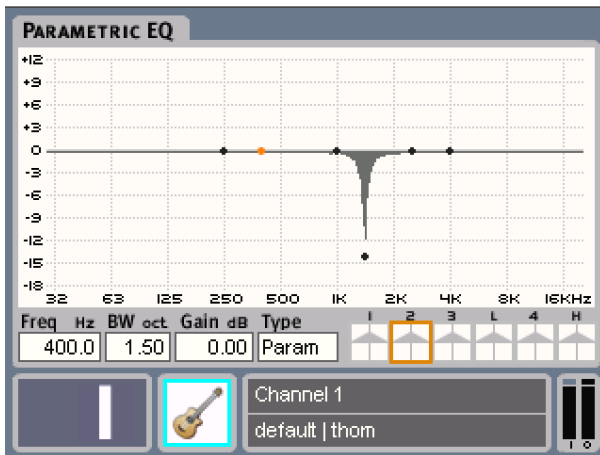 PARAMETRIC EQ
+12
+9
+6
+3
0
-3
-6
-9
-12
-15
-18
32 63 125 250 500 1K 2K 4K 8K 16KHz
Freq Hz BW oct Gain dB Type 1 2 3 L 4 H
400.0 1.50 0.00 Param
Channel 1
default | thom
I O